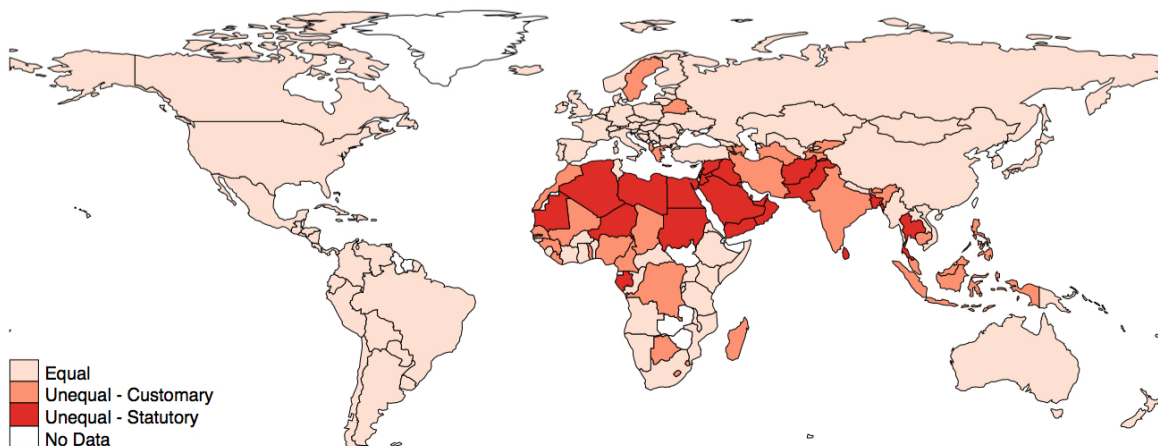 Equal
Unequal - Customary
Unequal - Statutory
No Data